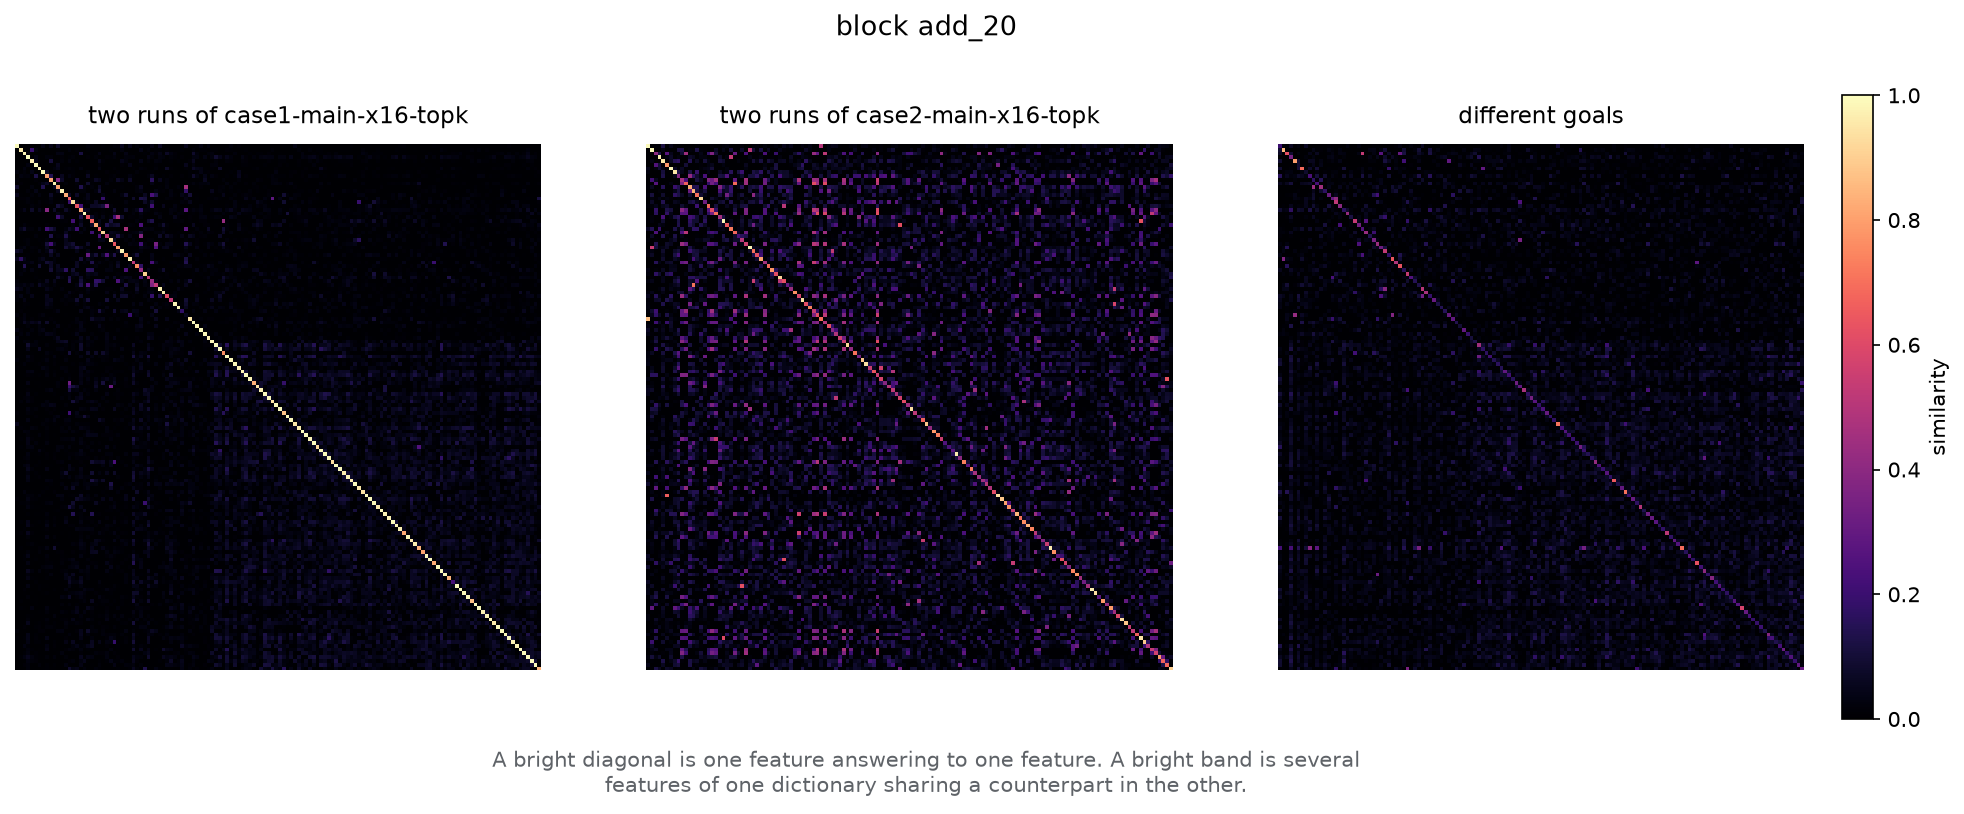 block add_20
two runs of case1-main-x16-topk
two runs of case2-main-x16-topk
different goals
1.0
0.8
0.6
0.4
0.2
0.0
similarity
A bright diagonal is one feature answering to one feature. A bright band is several
features of one dictionary sharing a counterpart in the other.